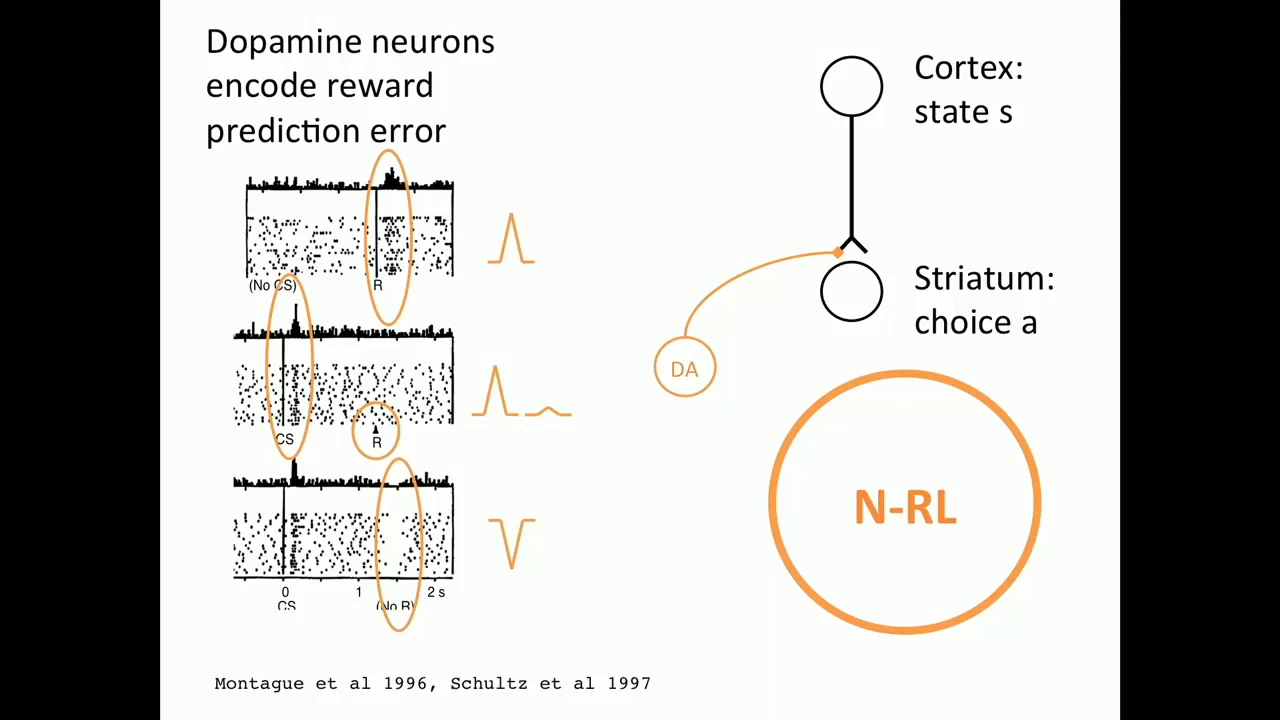 Dopamine neurons
encode reward
prediction error
(No CS)
R
CS
R
0
1
2 s
CS
(No R)
Cortex:
state s
Striatum:
choice a
DA
N-RL
Montague et al 1996, Schultz et al 1997